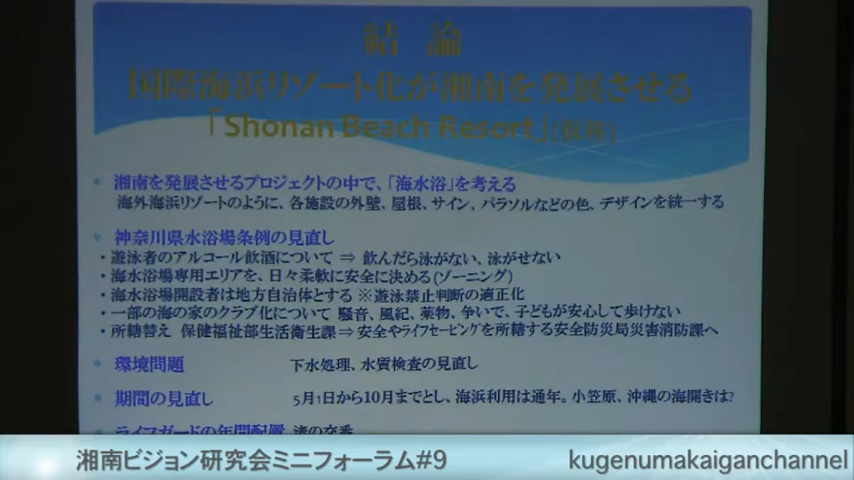 結 論
国際海浜リゾート化が湘南を発展させる
「Shonan Beach Resort」(仮称)
湘南を発展させるプロジェクトの中で、「海水浴」を考える
海外海浜リゾートのように、各施設の外壁、屋根、サイン、パラソルなどの色、デザインを統一する
神奈川県水浴場条例の見直し
・遊泳者のアルコール飲酒について ⇒ 飲んだら泳がない、泳がせない
・海水浴場専用エリアを、日々柔軟に安全に決める(ゾーニング)
・海水浴場開設者は地方自治体とする ※遊泳禁止判断の適正化
・一部の海の家のクラブ化について 騒音、風紀、薬物、争いで、子どもが安心して歩けない
・所轄替え 保健福祉部生活衛生課⇒安全やライフセービングを所轄する安全防災局災害消防課へ
環境問題 下水処理、水質検査の見直し
期間の見直し 5月1日から10月までとし、海浜利用は通年。小笠原、沖縄の海開きは?
ライフガードの年間配置 渚の交番
湘南ビジョン研究会ミニフォーラム#9 kugenumakaiganchannel